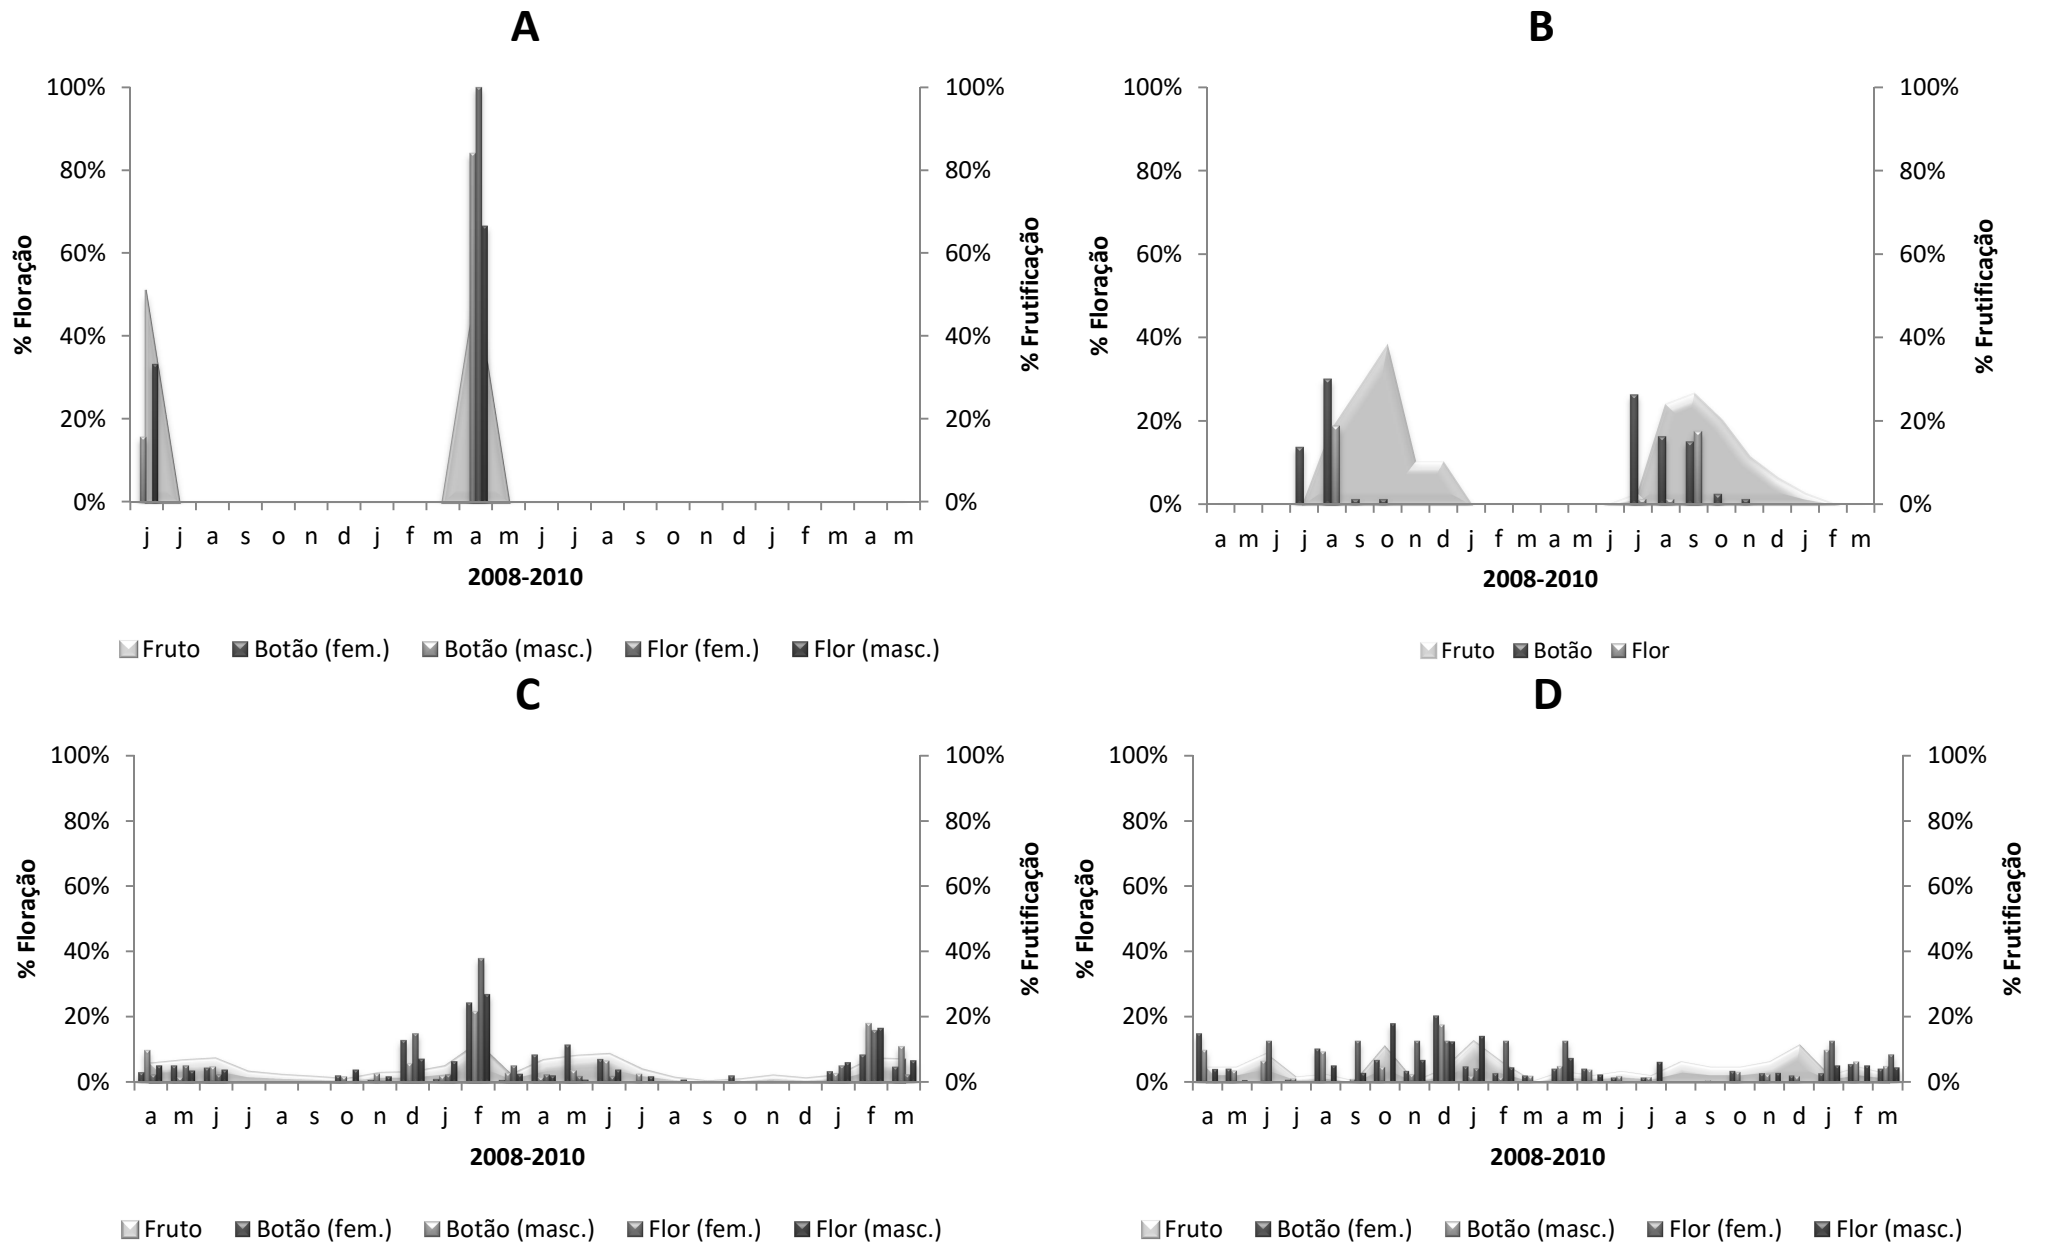 A
100%
80%
60%
40%
20%
0%
% Floração
100%
80%
60%
40%
20%
0%
% Frutificação
j j a s o n d j f m a m j j a s o n d j f m a m
2008-2010
Fruto Botão (fem.) Botão (masc.) Flor (fem.) Flor (masc.)
B
100%
80%
60%
40%
20%
0%
% Floração
100%
80%
60%
40%
20%
0%
% Frutificação
a m j j a s o n d j f m a m j j a s o n d j f m
2008-2010
Fruto Botão Flor
C
100%
80%
60%
40%
20%
0%
% Floração
100%
80%
60%
40%
20%
0%
% Frutificação
a m j j a s o n d j f m a m j j a s o n d j f m
2008-2010
Fruto Botão (fem.) Botão (masc.) Flor (fem.) Flor (masc.)
D
100%
80%
60%
40%
20%
0%
% Floração
100%
80%
60%
40%
20%
0%
% Frutificação
a m j j a s o n d j f m a m j j a s o n d j f m
2008-2010
Fruto Botão (fem.) Botão (masc.) Flor (fem.) Flor (masc.)